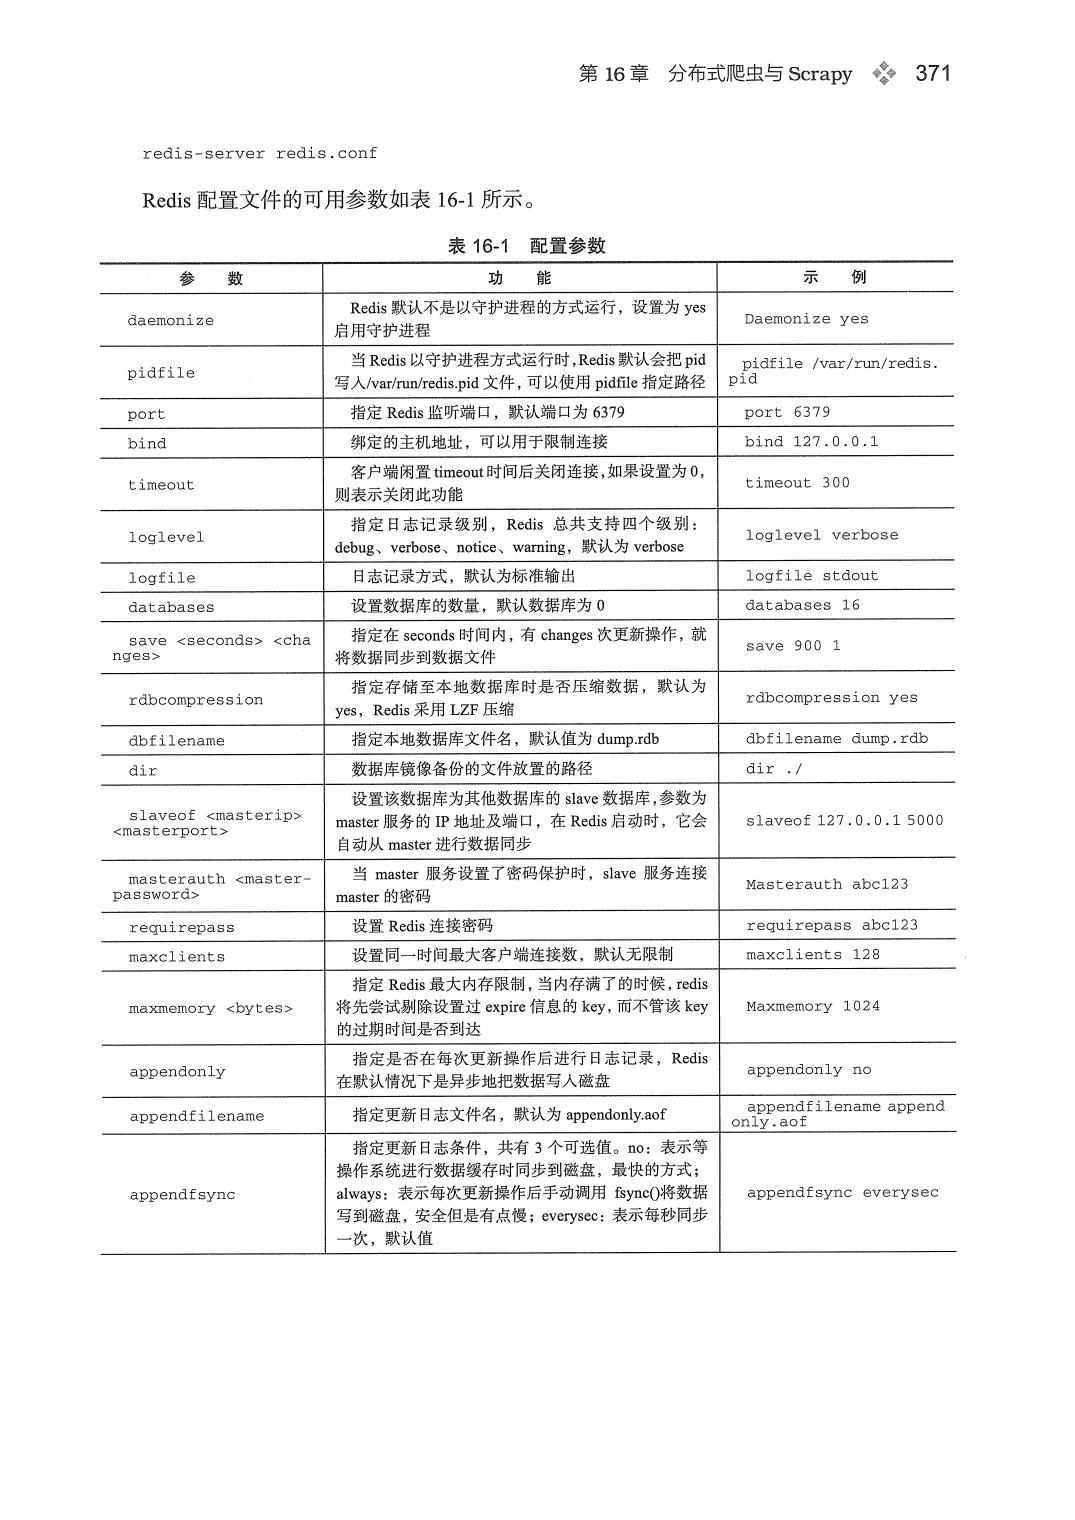 第 16 章 分布式爬虫与 Scrapy 371
redis-server redis.conf
Redis 配置文件的可用参数如表 16-1 所示。
表 16-1 配置参数
参 数 功 能 示 例
daemonize
Redis 默认不是以守护进程的方式运行，设置为 yes
启用守护进程
Daemonize yes
pidfile
当 Redis 以守护进程方式运行时，Redis 默认会把 pid
写入/var/run/redis.pid 文件，可以使用 pidfile 指定路径
pidfile /var/run/redis.
pid
port 指定 Redis 监听端口，默认端口为 6379 port 6379
bind 绑定的主机地址，可以用于限制连接 bind 127.0.0.1
timeout
客户端闲置 timeout 时间后关闭连接，如果设置为 0，
则表示关闭此功能
timeout 300
loglevel
指定日志记录级别，Redis 总共支持四个级别：
debug、verbose、notice、warning，默认为 verbose
loglevel verbose
logfile 日志记录方式，默认为标准输出 logfile stdout
databases 设置数据库的数量，默认数据库为 0 databases 16
save <seconds> <cha
nges>
指定在 seconds 时间内，有 changes 次更新操作，就
将数据同步到数据文件
save 900 1
rdbcompression
指定存储至本地数据库时是否压缩数据，默认为
yes，Redis 采用 LZF 压缩
rdbcompression yes
dbfilename 指定本地数据库文件名，默认值为 dump.rdb dbfilename dump.rdb
dir 数据库镜像备份的文件放置的路径 dir ./
slaveof <masterip>
<masterport>
设置该数据库为其他数据库的 slave 数据库，参数为
master 服务的 IP 地址及端口，在 Redis 启动时，它会
自动从 master 进行数据同步
slaveof 127.0.0.1 5000
masterauth <master-
password>
当 master 服务设置了密码保护时，slave 服务连接
master 的密码
Masterauth abc123
requirepass 设置 Redis 连接密码 requirepass abc123
maxclients 设置同一时间最大客户端连接数，默认无限制 maxclients 128
maxmemory <bytes>
指定 Redis 最大内存限制，当内存满了的时候，redis
将先尝试剔除设置过 expire 信息的 key，而不管该 key
的过期时间是否到达
Maxmemory 1024
appendonly
指定是否在每次更新操作后进行日志记录，Redis
在默认情况下是异步地把数据写入磁盘
appendonly no
appendfilename 指定更新日志文件名，默认为 appendonly.aof
appendfilename append
only.aof
appendfsync
指定更新日志条件，共有 3 个可选值。no：表示等
操作系统进行数据缓存时同步到磁盘，最快的方式；
always：表示每次更新操作后手动调用 fsync()将数据
写到磁盘，安全但是有点慢；everysec：表示每秒同步
一次，默认值
appendfsync everysec